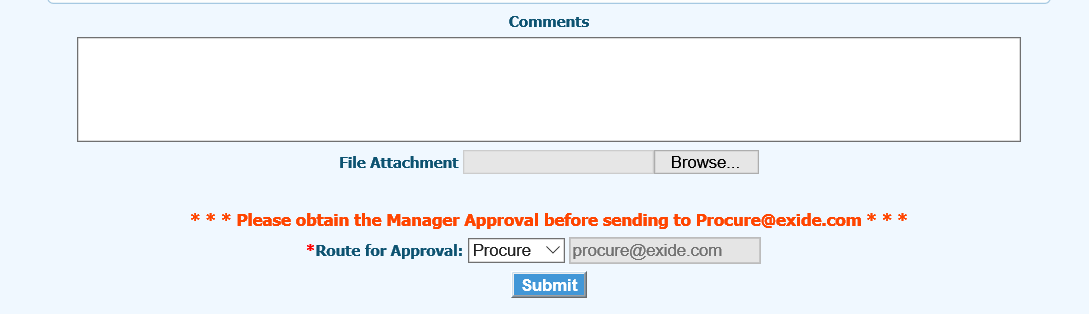 Comments
File Attachment Browse...
* * * Please obtain the Manager Approval before sending to Procure@exide.com * * *
*Route for Approval: Procure procure@exide.com
Submit